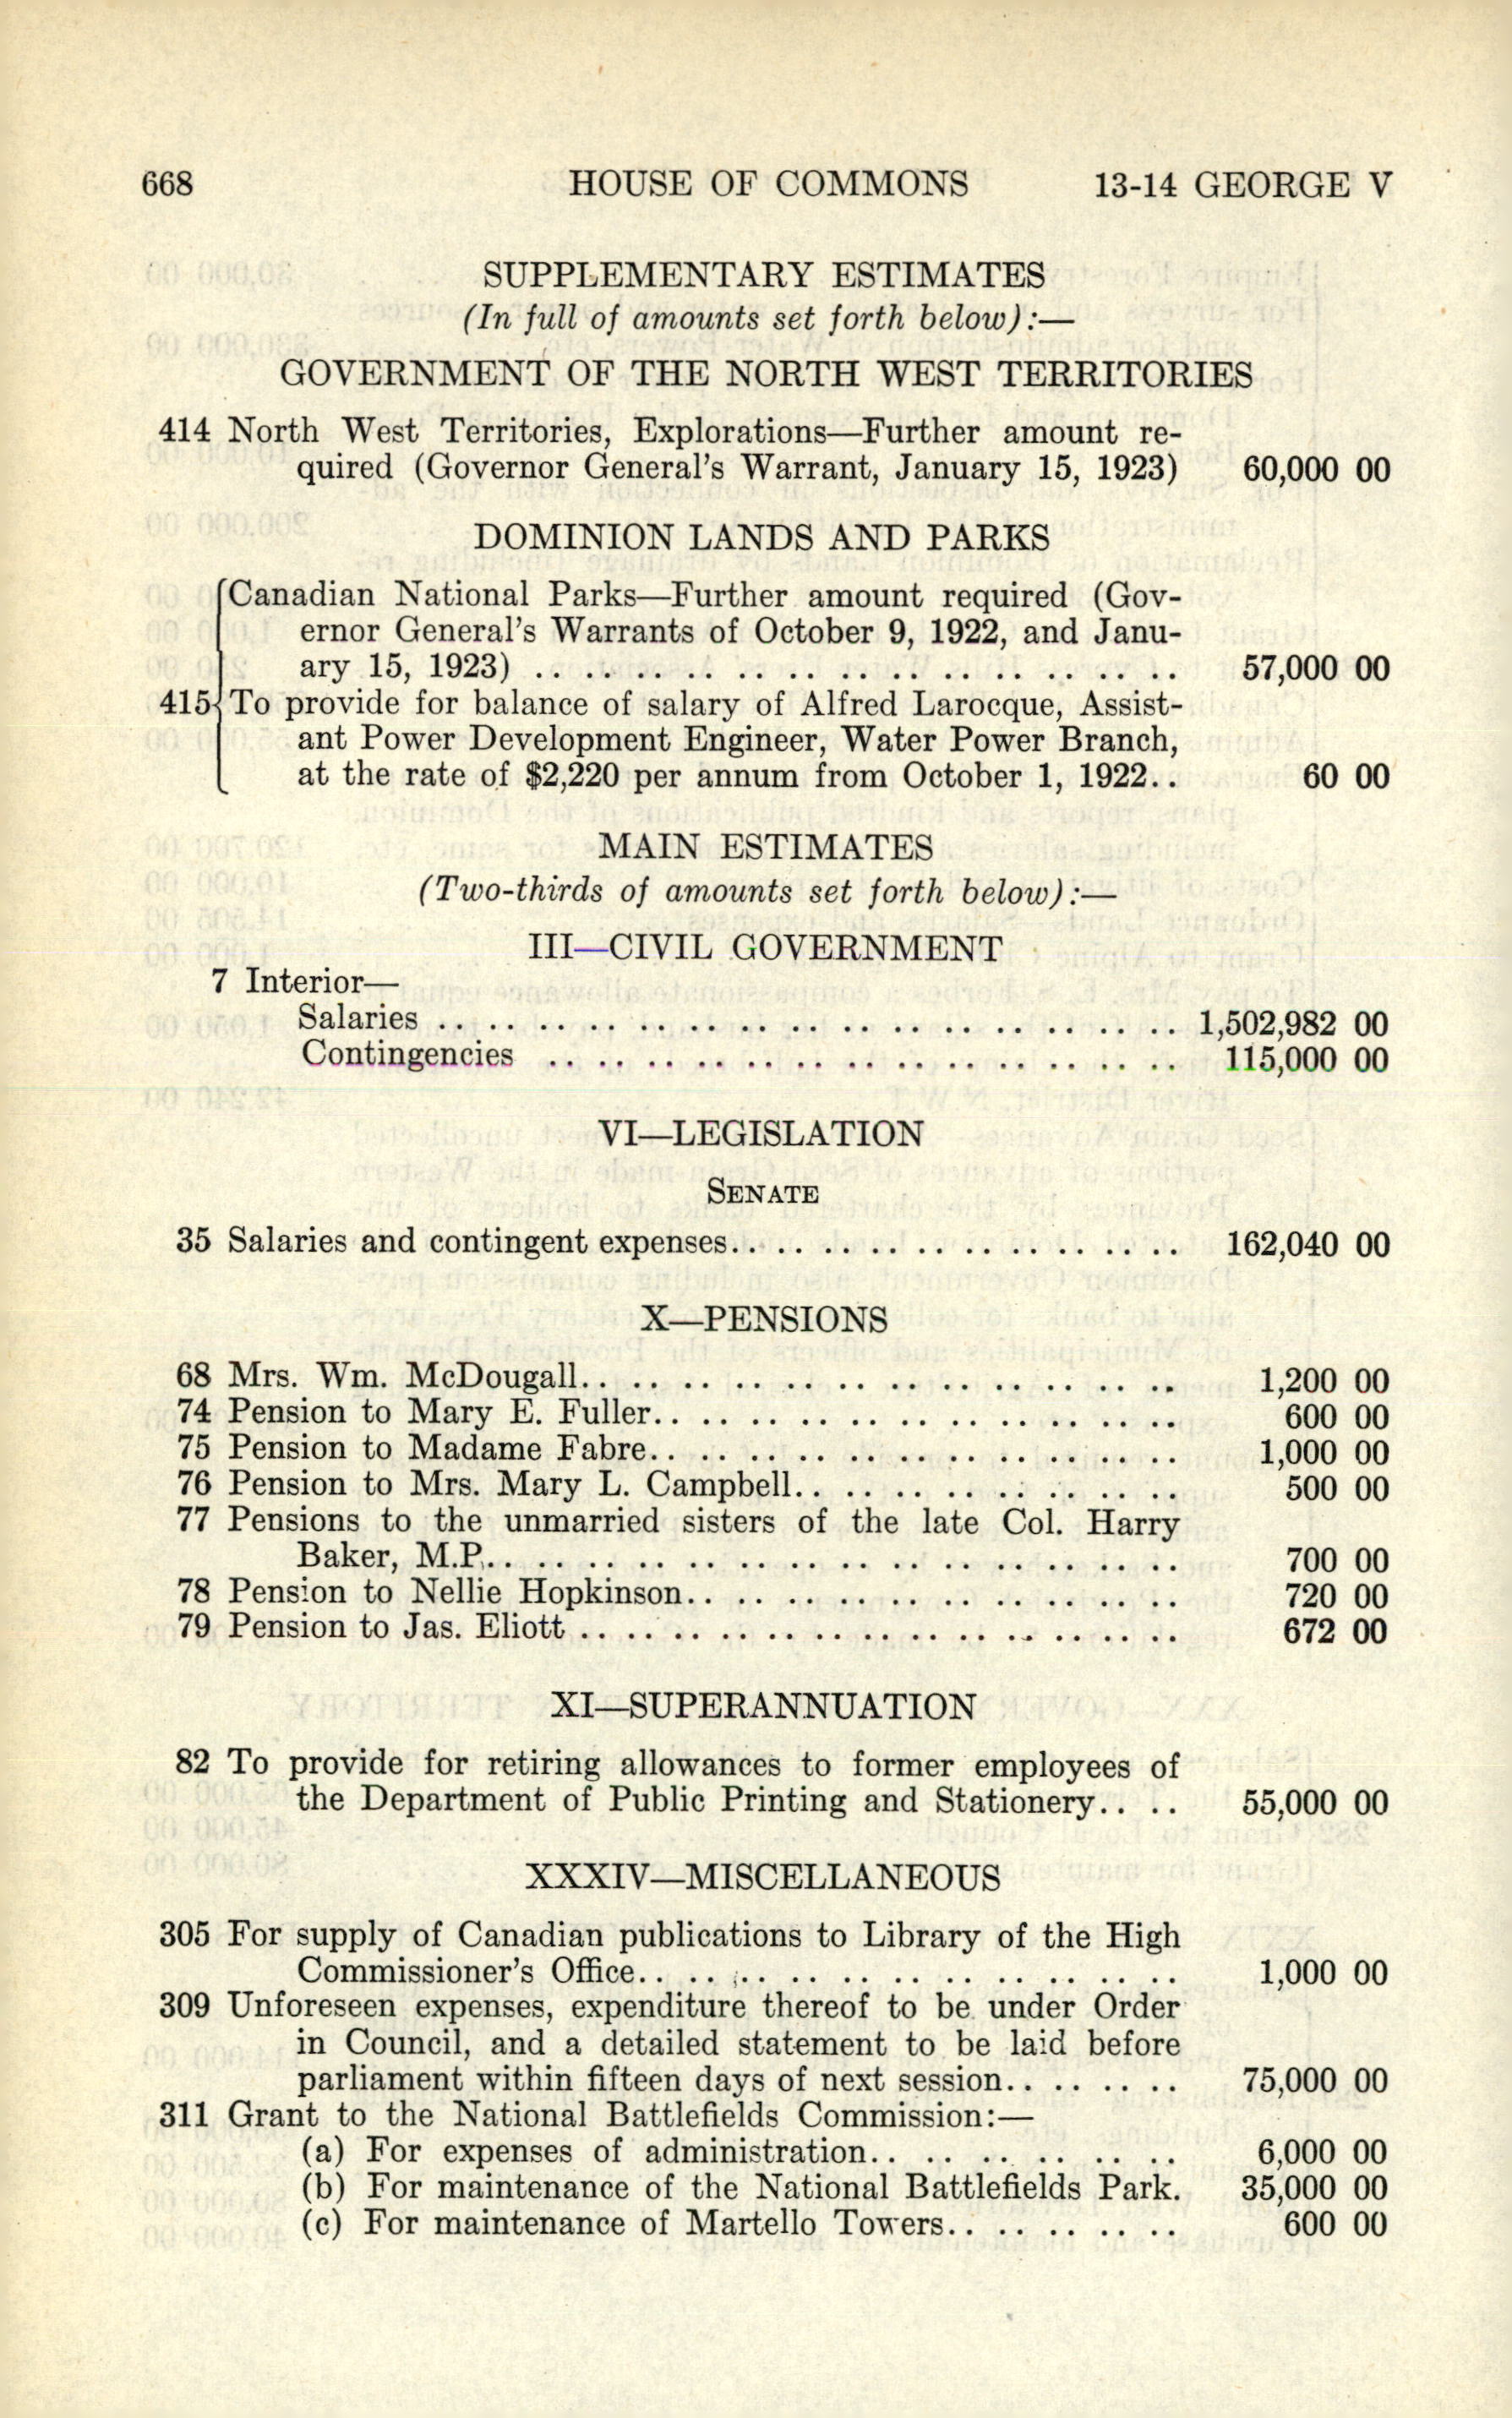 668 HOUSE OF COMMONS 13-14 GEORGE V
SUPPLEMENTARY ESTIMATES
(In full of amounts set forth below):—
GOVERNMENT OF THE NORTH WEST TERRITORIES
414 North West Territories, Explorations—Further amount re-
quired (Governor General's Warrant, January 15, 1923) 60,000 00
DOMINION LANDS AND PARKS
Canadian National Parks—Further amount required (Gov-
ernor General's Warrants of October 9, 1922, and Janu-
ary 15, 1923) .. .. .. .. .. .. .. .. .. .. .. .. .. 57,000 00
415 To provide for balance of salary of Alfred Larocque, Assist-
ant Power Development Engineer, Water Power Branch,
at the rate of $2,220 per annum from October 1, 1922.. 60 00
MAIN ESTIMATES
(Two-thirds of amounts set forth below):—
III—CIVIL GOVERNMENT
7 Interior—
Salaries .. .. .. .. .. .. .. .. .. .. .. .. .. .. .. 1,502,982 00
Contingencies .. .. .. .. .. .. .. .. .. .. .. .. .. 115,000 00
VI—LEGISLATION
SENATE
35 Salaries and contingent expenses.. .. .. .. .. .. .. .. .. .. 162,040 00
X—PENSIONS
68 Mrs. Wm. McDougall.. .. .. .. .. .. .. .. .. .. .. .. 1,200 00
74 Pension to Mary E. Fuller.. .. .. .. .. .. .. .. .. .. .. 600 00
75 Pension to Madame Fabre.. .. .. .. .. .. .. .. .. .. .. 1,000 00
76 Pension to Mrs. Mary L. Campbell.. .. .. .. .. .. .. .. 500 00
77 Pensions to the unmarried sisters of the late Col. Harry
Baker, M.P... .. .. .. .. .. .. .. .. .. .. .. .. .. 700 00
78 Pension to Nellie Hopkinson.. .. .. .. .. .. .. .. .. .. 720 00
79 Pension to Jas. Eliott .. .. .. .. .. .. .. .. .. .. .. .. .. 672 00
XI—SUPERANNUATION
82 To provide for retiring allowances to former employees of
the Department of Public Printing and Stationery.. .. 55,000 00
XXXIV—MISCELLANEOUS
305 For supply of Canadian publications to Library of the High
Commissioner's Office.. .. .. .. .. .. .. .. .. .. .. 1,000 00
309 Unforeseen expenses, expenditure thereof to be under Order
in Council, and a detailed statement to be laid before
parliament within fifteen days of next session.. .. .. .. 75,000 00
311 Grant to the National Battlefields Commission:—
(a) For expenses of administration.. .. .. .. .. .. .. 6,000 00
(b) For maintenance of the National Battlefields Park. 35,000 00
(c) For maintenance of Martello Towers.. .. .. .. .. 600 00